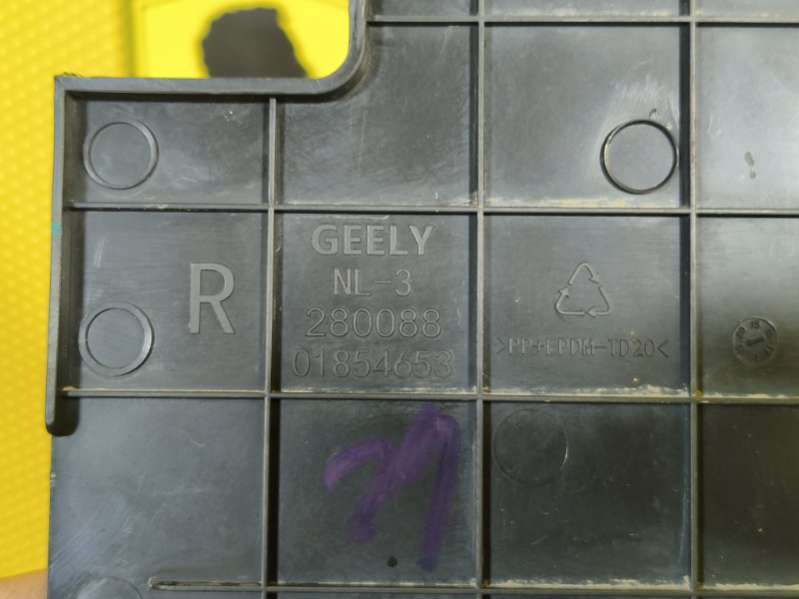 R
GEELY
NL-3
280088
01854653
>PP+EPDM-TD20<